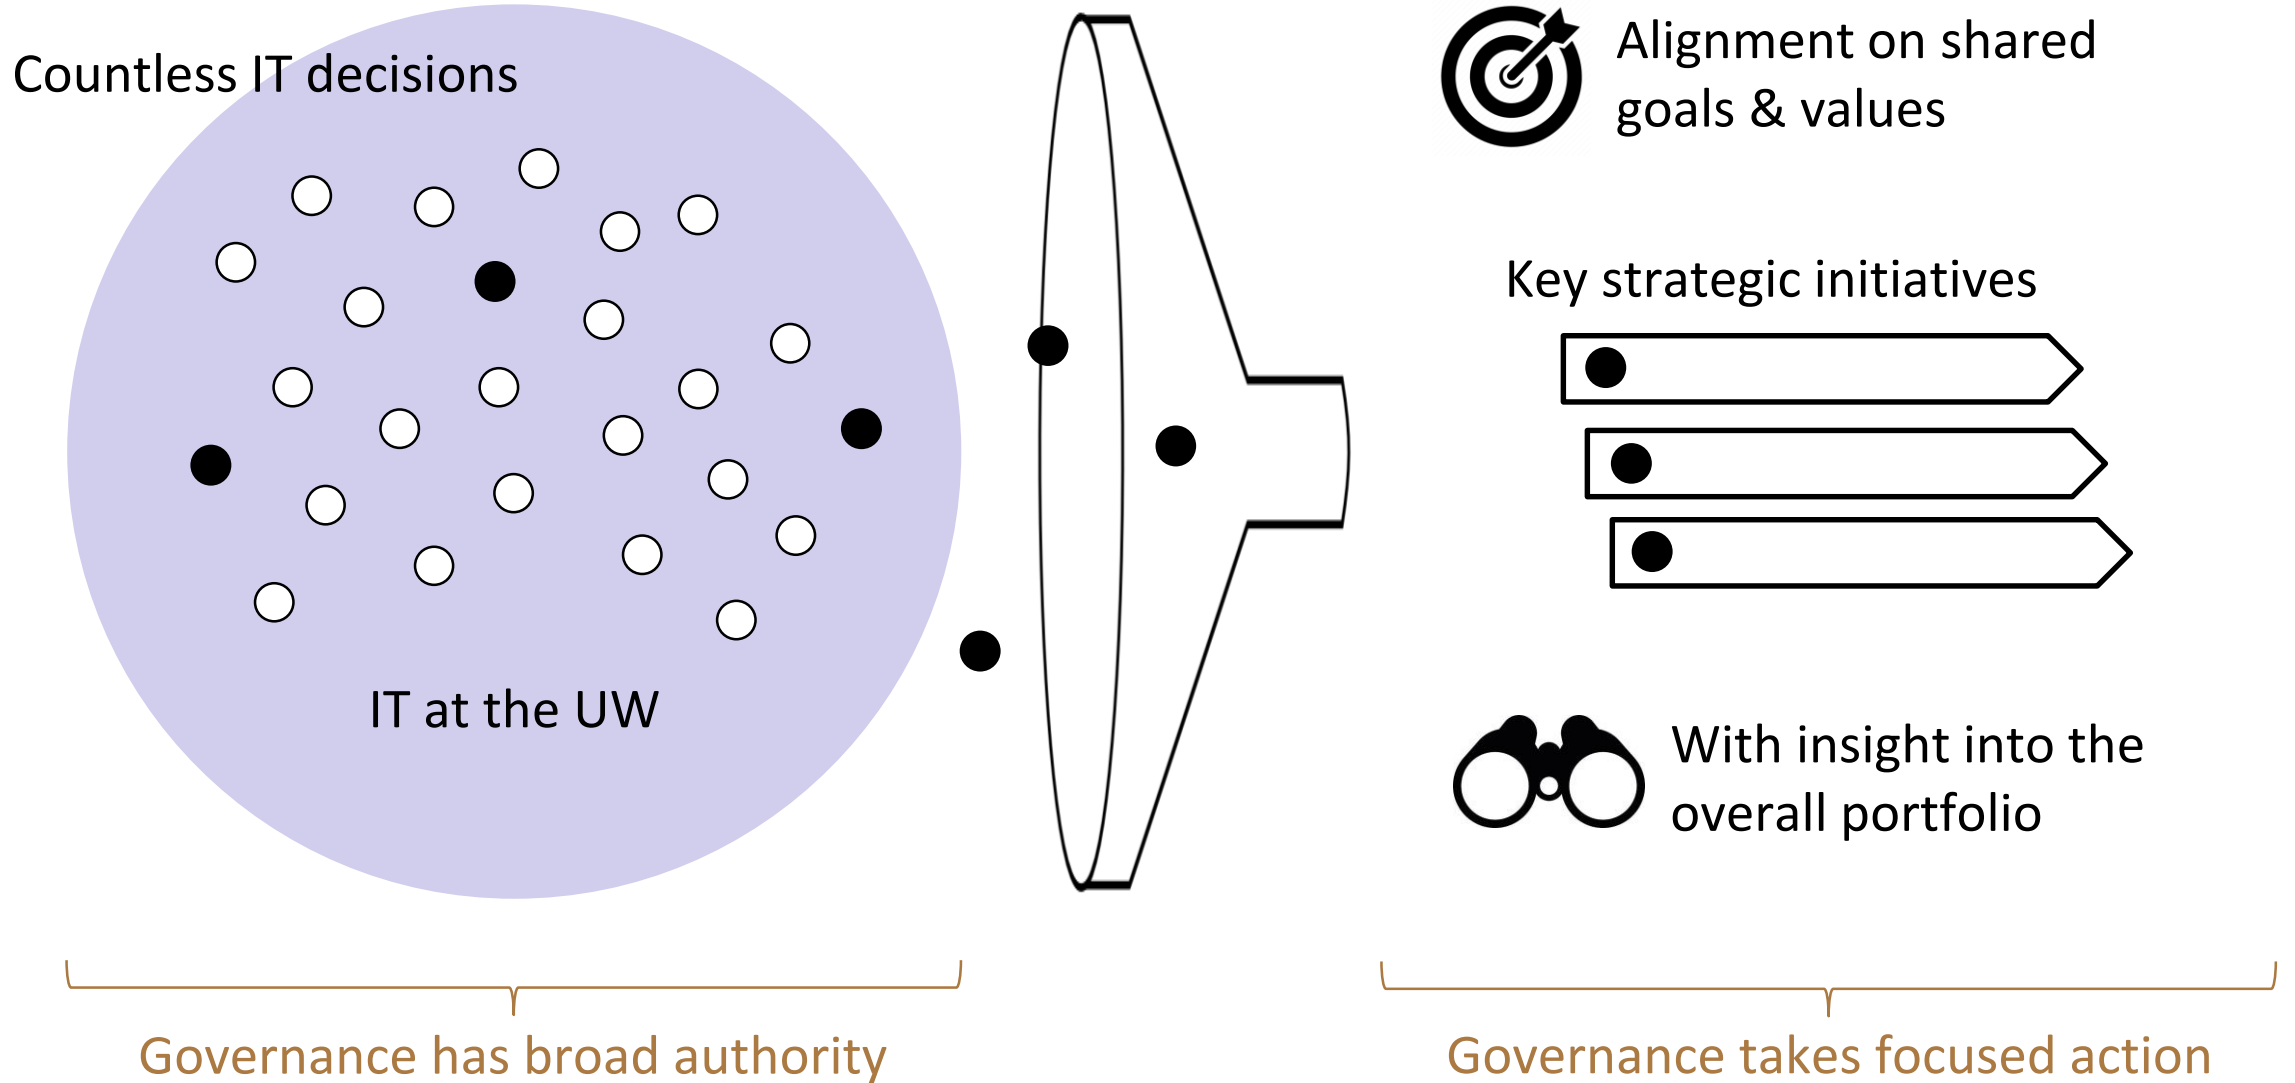 Countless IT decisions
IT at the UW
Governance has broad authority
Alignment on shared
goals & values
Key strategic initiatives
With insight into the
overall portfolio
Governance takes focused action